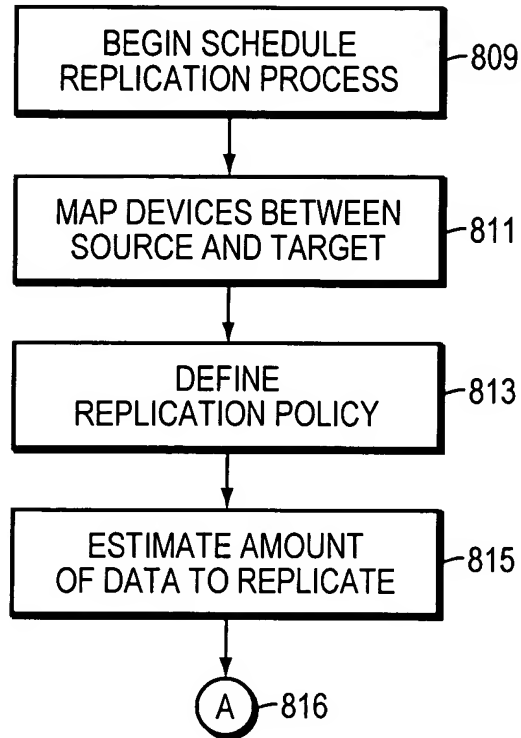 BEGIN SCHEDULE
REPLICATION PROCESS
809
MAP DEVICES BETWEEN
SOURCE AND TARGET
811
DEFINE
REPLICATION POLICY
813
ESTIMATE AMOUNT
OF DATA TO REPLICATE
815
A
816